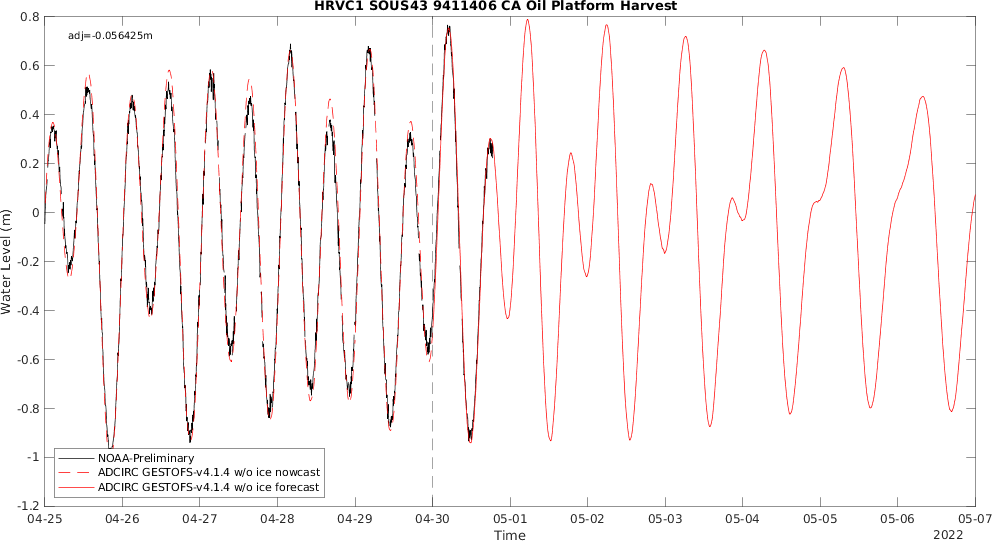 HRVC1 SOUS43 9411406 CA Oil Platform Harvest
adj=-0.056425m
0.8
0.6
0.4
0.2
0
-0.2
-0.4
-0.6
-0.8
-1
-1.2
Water Level (m)
NOAA-Preliminary
ADCIRC GESTOFS-v4.1.4 w/o ice nowcast
ADCIRC GESTOFS-v4.1.4 w/o ice forecast
04-25 04-26 04-27 04-28 04-29 04-30 05-01 05-02 05-03 05-04 05-05 05-06 05-07
Time
2022